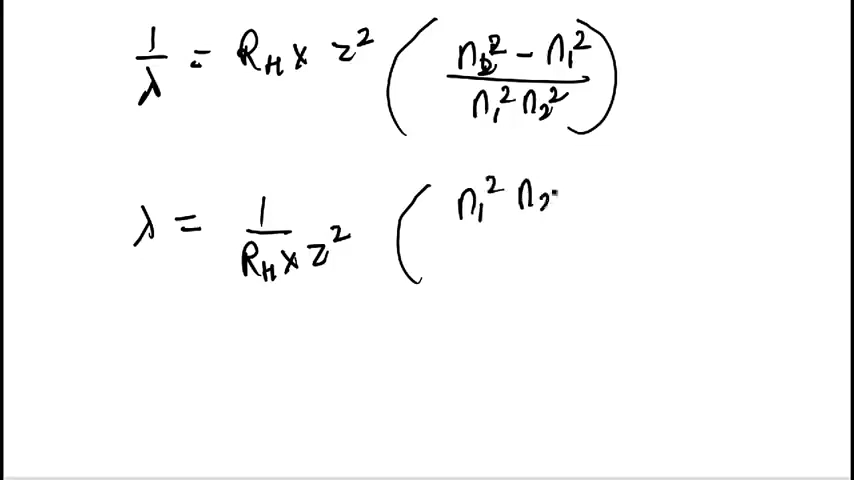 1/λ = R_H × z² ( (n₂² - n₁²) / (n₁² n₂²) )
λ = 1/(R_H × z²) ( n₁² n₂